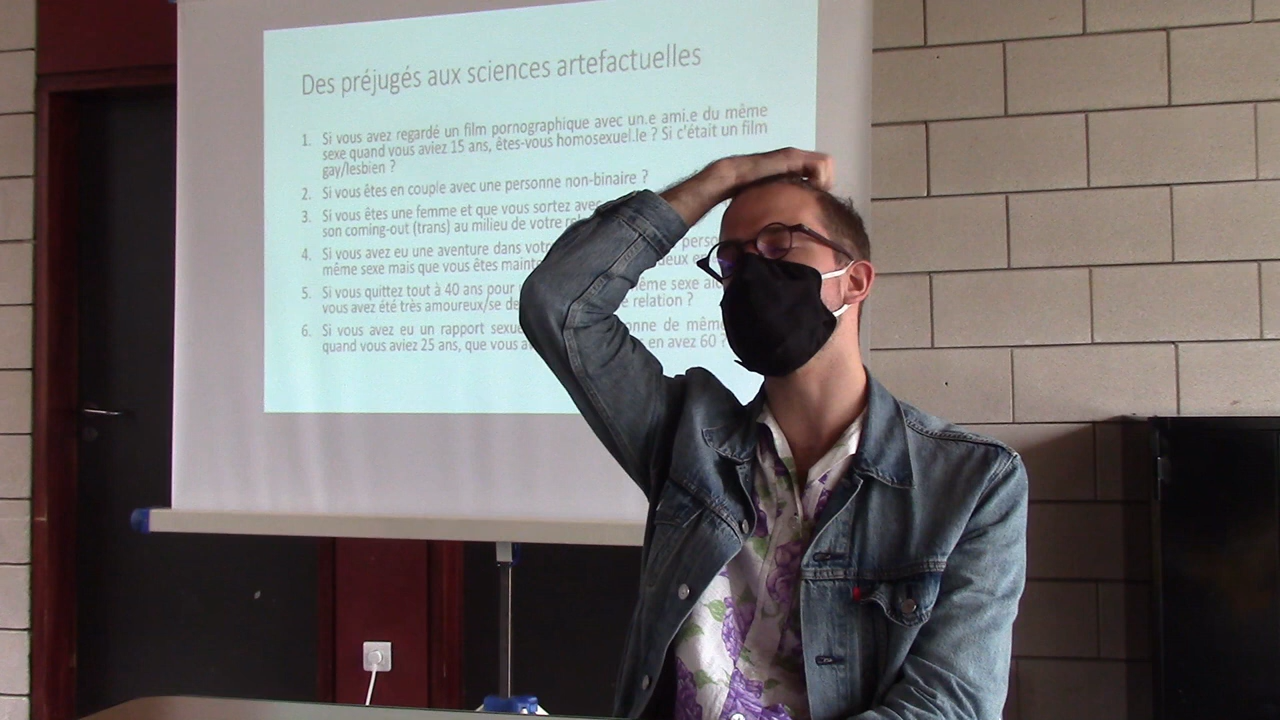 Des préjugés aux sciences artefactuelles
1. Si vous avez regardé un film pornographique avec un.e ami.e du même
sexe quand vous aviez 15 ans, êtes-vous homosexuel.le ? Si c'était un film
gay/lesbien ?
2. Si vous êtes en couple avec une personne non-binaire ?
3. Si vous êtes une femme et que vous sortez avec
son coming-out (trans) au milieu de votre
4. Si vous avez eu une aventure dans
même sexe mais que vous êtes
5. Si vous quittez tout à 40 ans pour même sexe
vous avez été très amoureux/se relation ?
6. Si vous avez eu un rapport de même
quand vous aviez 25 ans, que vous en avez 60 ?